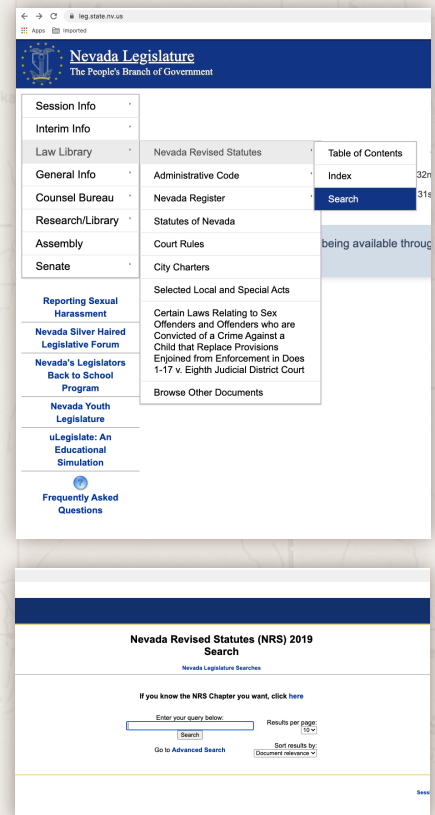 leg.state.nv.us
Apps Imported
Nevada Legislature
The People's Branch of Government
Session Info
Interim Info
Law Library
General Info
Counsel Bureau
Research/Library
Assembly
Senate
Nevada Revised Statutes
Administrative Code
Nevada Register
Statutes of Nevada
Court Rules
City Charters
Selected Local and Special Acts
Certain Laws Relating to Sex
Offenders and Offenders who are
Convicted of a Crime Against a
Child that Replace Provisions
Enjoined from Enforcement in Does
1-17 v. Eighth Judicial District Court
Browse Other Documents
Table of Contents
Index
Search
32n
31s
being available throug
Reporting Sexual
Harassment
Nevada Silver Haired
Legislative Forum
Nevada's Legislators
Back to School
Program
Nevada Youth
Legislature
uLegislate: An
Educational
Simulation
?
Frequently Asked
Questions
Nevada Revised Statutes (NRS) 2019
Search
Nevada Legislature Searches
If you know the NRS Chapter you want, click here
Enter your query below:
Search
Go to Advanced Search
Results per page:
10
Sort results by:
Document relevance
Sess